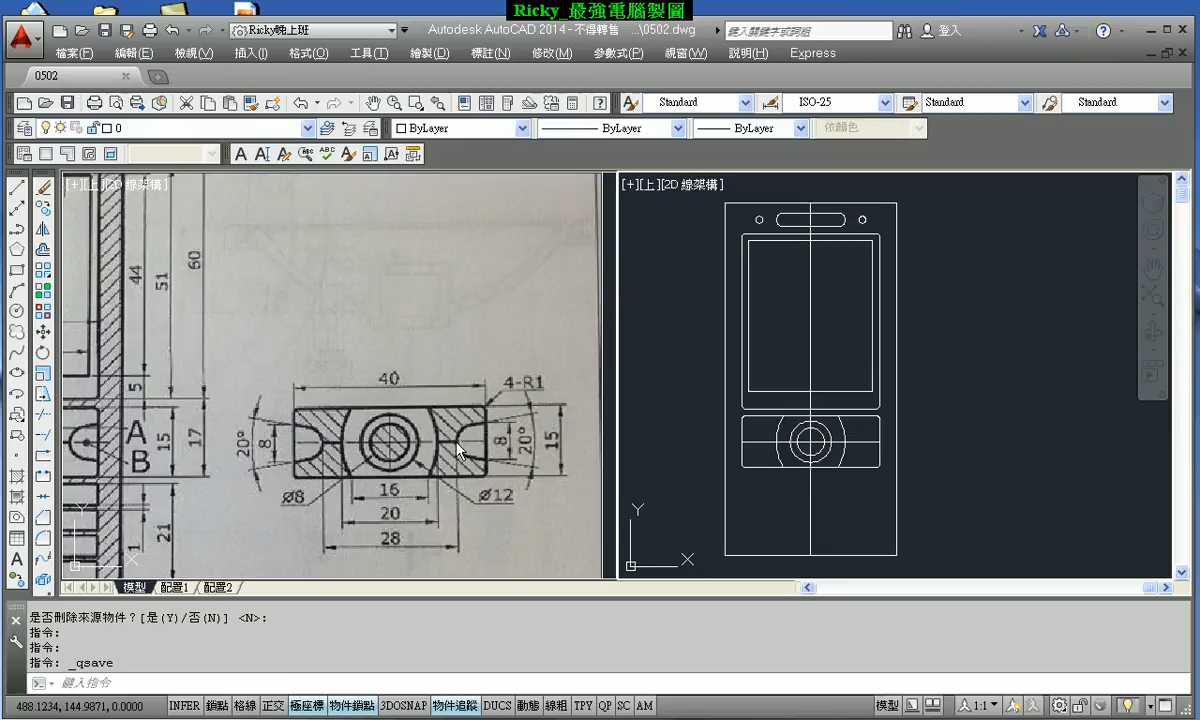 Ricky_最強電腦製圖
Ricky晚上班
Autodesk AutoCAD 2014 - 不得轉售 ...\0502.dwg
鍵入關鍵字或詞組
登入
檔案(F) 編輯(E) 檢視(V) 插入(I) 格式(O) 工具(T) 繪製(D) 標註(N) 修改(M) 參數式(P) 視窗(W) 說明(H) Express
0502
Standard ISO-25 Standard Standard
0 ByLayer ByLayer ByLayer 依顏色
[+][上][2D 線架構]
[+][上][2D 線架構]
60
44
51
40
4-R1
5
A
B
15
17
20°
8
8
20°
15
Ø8
16
Ø12
20
28
1
21
Y
X
Y
X
模型 配置1 配置2
是否刪除來源物件？[是(Y)/否(N)] <N>:
指令:
指令:
指令: _qsave
鍵入指令
488.1234, 144.9871, 0.0000 INFER 鎖點 格線 正交 極座標 物件鎖點 3DOSNAP 物件追蹤 DUCS 動態 線粗 TPY QP SC AM 模型 1:1